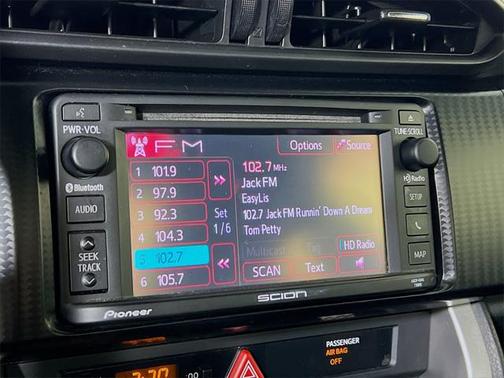 PWR·VOL
Bluetooth
AUDIO
SEEK
TRACK
TUNE·SCROLL
HD Radio
SETUP
MAP
FM
Options
Source
1 101.9
2 97.9
3 92.3
4 104.3
5 102.7
6 105.7
Set
1/6
102.7 MHz
Jack FM
EasyLis
102.7 Jack FM Runnin' Down A Dream
Tom Petty
Multicast
Tag
HD Radio
SCAN
Text
Pioneer
SCION
PASSENGER
AIR BAG
OFF